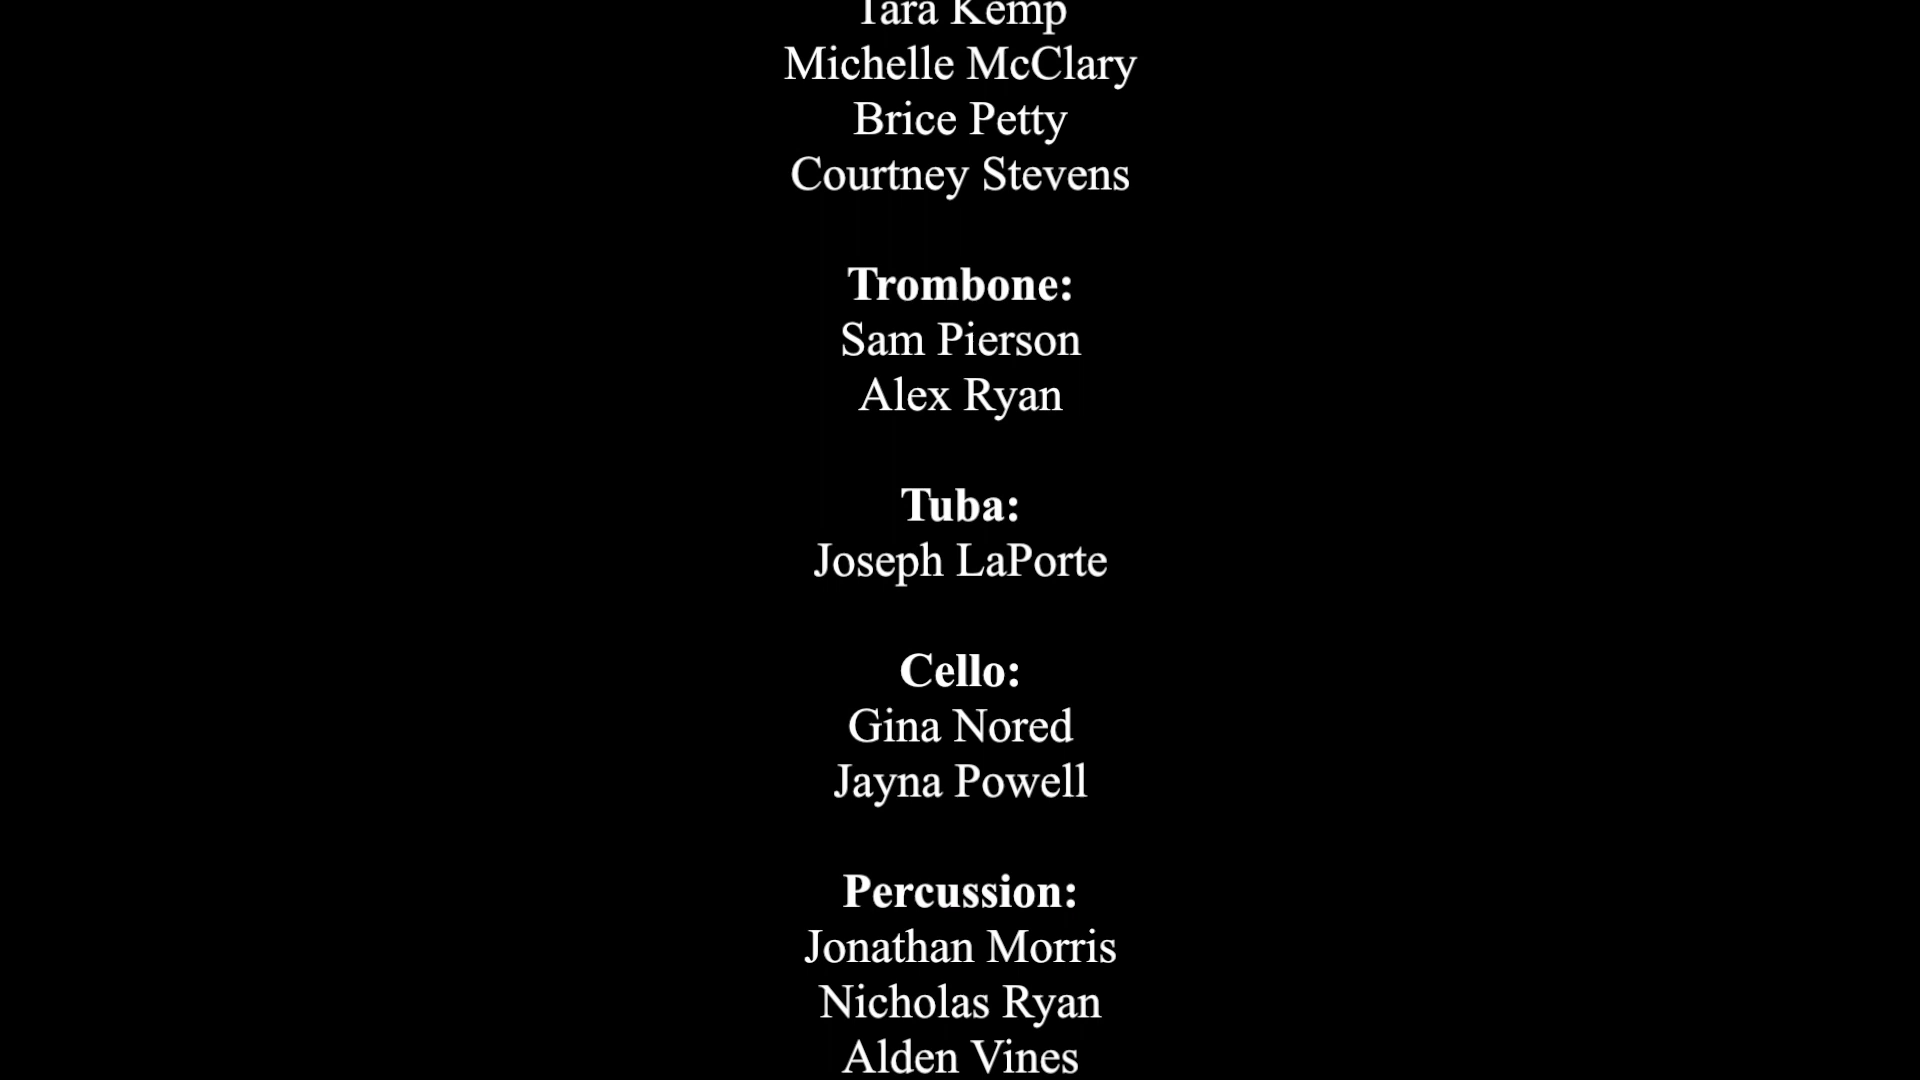 Tara Kemp
Michelle McClary
Brice Petty
Courtney Stevens
Trombone:
Sam Pierson
Alex Ryan
Tuba:
Joseph LaPorte
Cello:
Gina Nored
Jayna Powell
Percussion:
Jonathan Morris
Nicholas Ryan
Alden Vines